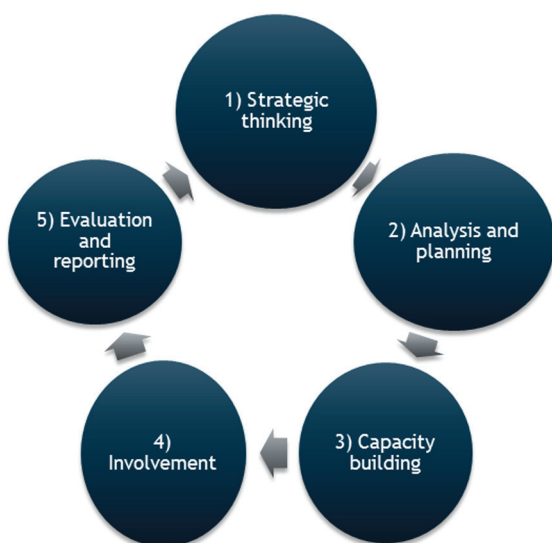 1) Strategic
thinking
2) Analysis and
planning
3) Capacity
building
4)
Involvement
5) Evaluation
and
reporting